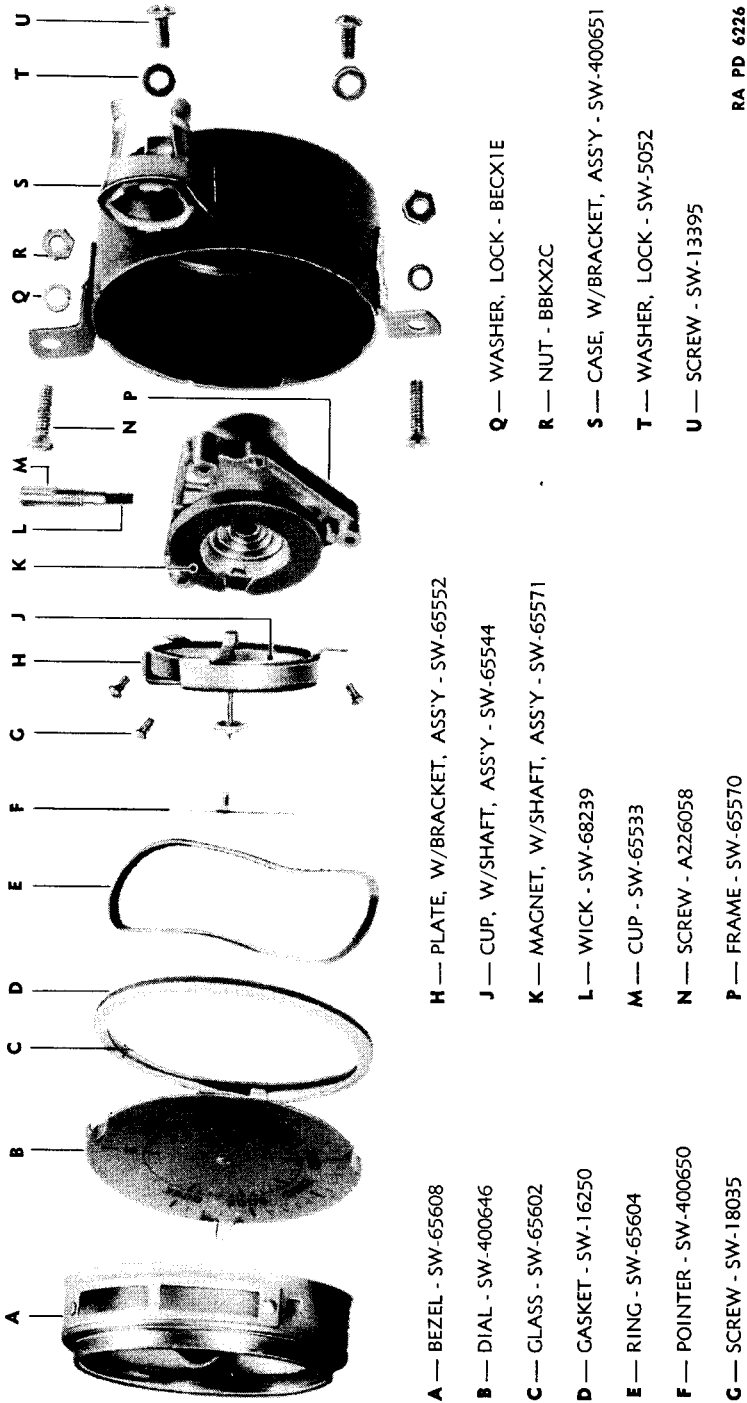 A
B
C
D
E
F
G
H
J
K
L
M
N
P
Q
R
S
T
U
A — BEZEL - SW-65608
B — DIAL - SW-400646
C — GLASS - SW-65602
D — GASKET - SW-16250
E — RING - SW-65604
F — POINTER - SW-400650
G — SCREW - SW-18035
H — PLATE, W/BRACKET, ASS'Y - SW-65552
J — CUP, W/SHAFT, ASS'Y - SW-65544
K — MAGNET, W/SHAFT, ASS'Y - SW-65571
L — WICK - SW-68239
M — CUP - SW-65533
N — SCREW - A226058
P — FRAME - SW-65570
Q — WASHER, LOCK - BECX1E
R — NUT - BBKX2C
S — CASE, W/BRACKET, ASS'Y - SW-400651
T — WASHER, LOCK - SW-5052
U — SCREW - SW-13395
RA PD 6226